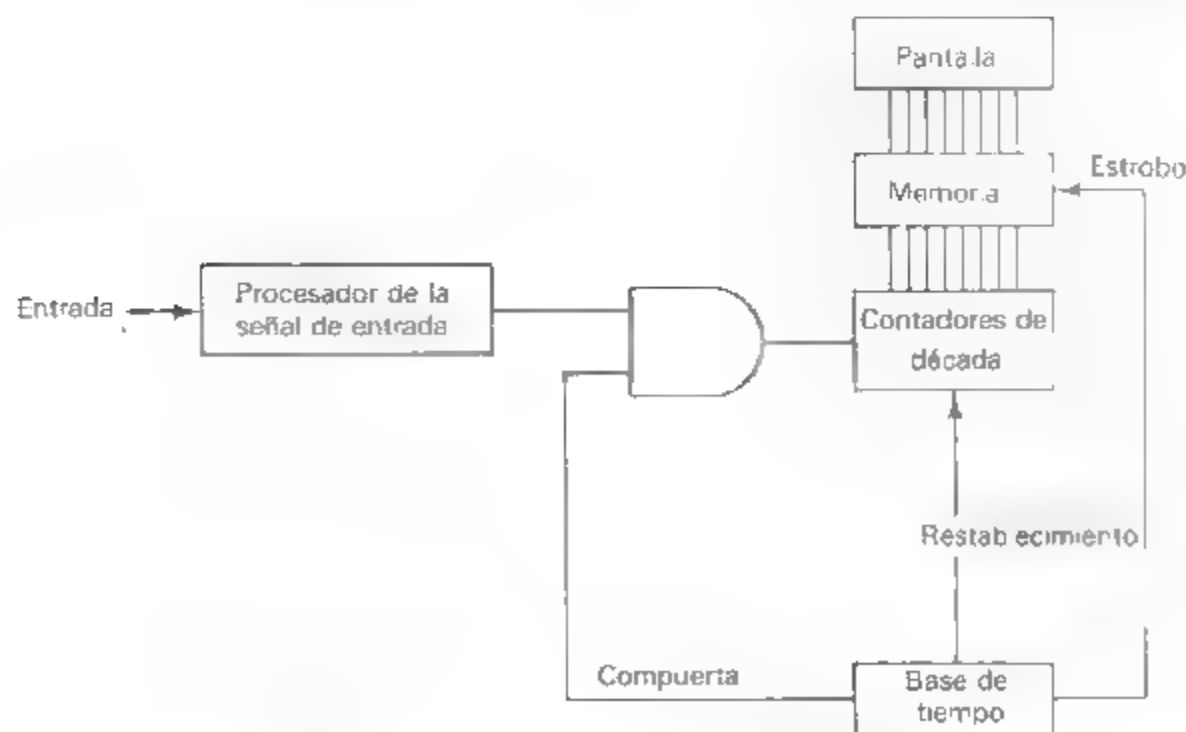 Pantalla
Estrobo
Memoria
Entrada
Procesador de la
señal de entrada
Contadores de
década
Restablecimiento
Compuerta
Base de
tiempo